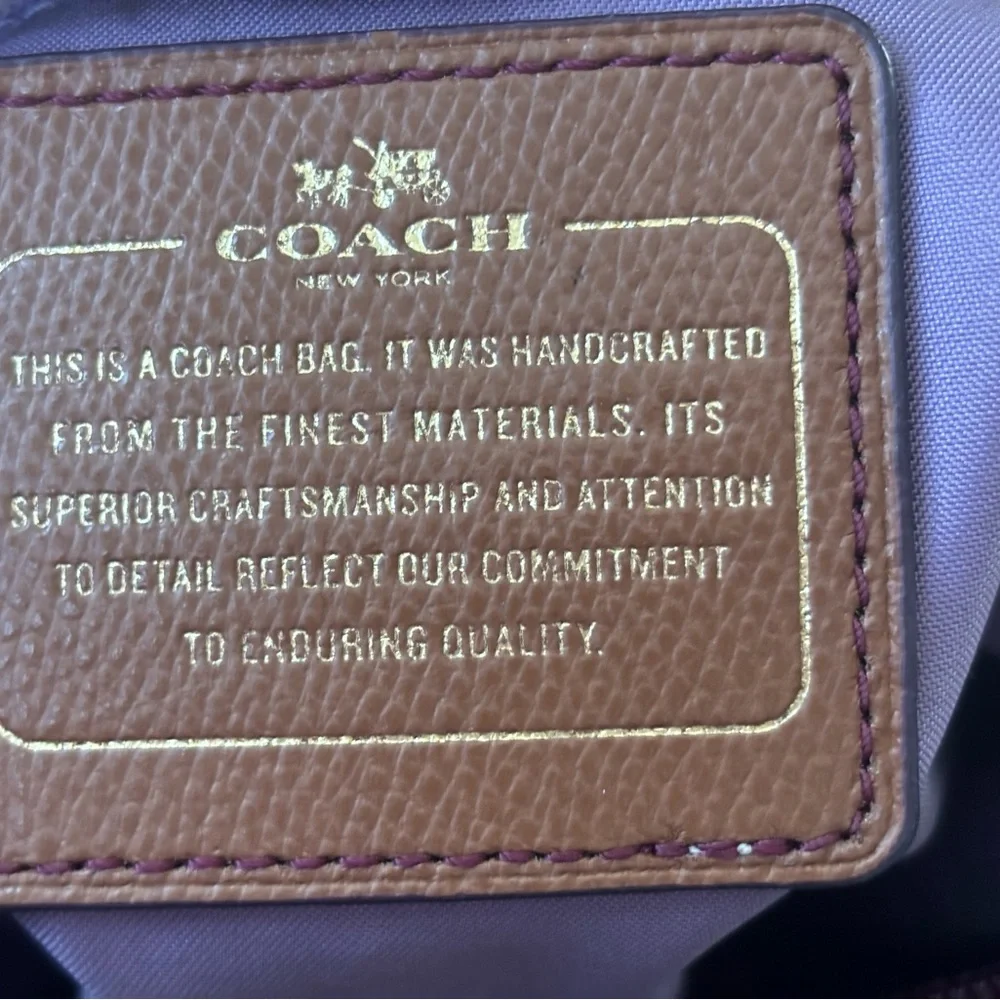 COACH
NEW YORK
THIS IS A COACH BAG. IT WAS HANDCRAFTED
FROM THE FINEST MATERIALS. ITS
SUPERIOR CRAFTSMANSHIP AND ATTENTION
TO DETAIL REFLECT OUR COMMITMENT
TO ENDURING QUALITY.